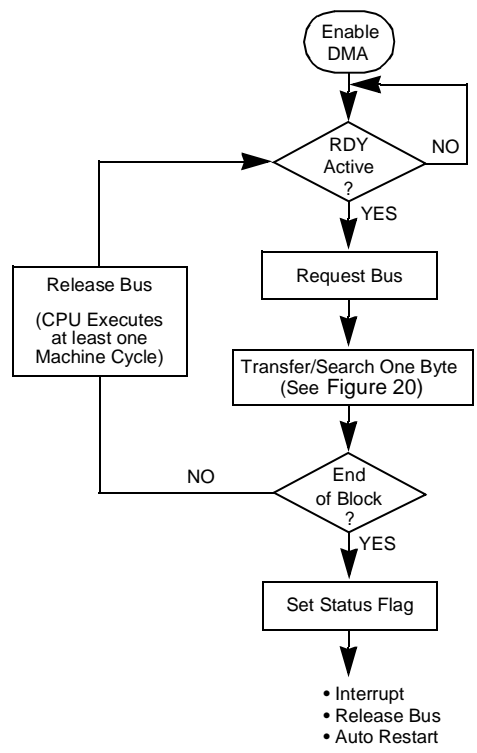 Enable
DMA
RDY
Active
?
NO
YES
Request Bus
Release Bus
(CPU Executes
at least one
Machine Cycle)
Transfer/Search One Byte
(See Figure 20)
End
of Block
?
NO
YES
Set Status Flag
• Interrupt
• Release Bus
• Auto Restart